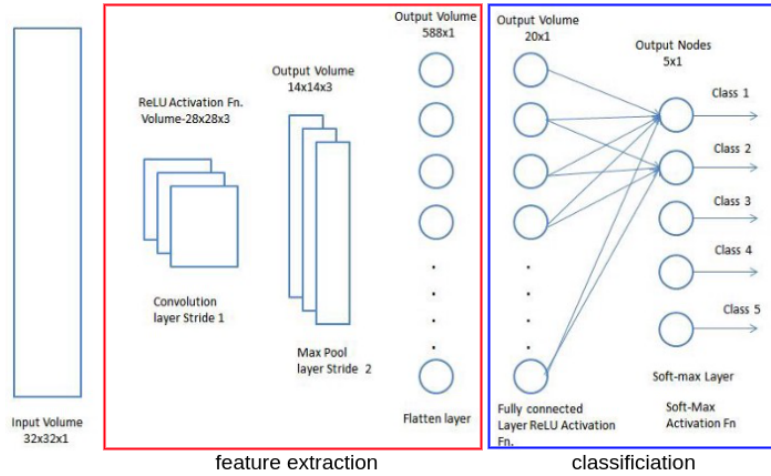 Output Volume
588x1
Output Volume
20x1
Output Nodes
5x1
Output Volume
14x14x3
ReLU Activation Fn.
Volume-28x28x3
Class 1
Class 2
Class 3
Class 4
Class 5
Convolution
layer Stride 1
Max Pool
layer Stride 2
Soft-max Layer
Input Volume
32x32x1
Flatten layer
Fully connected
Layer ReLU Activation
Fn.
Soft-Max
Activation Fn
feature extraction
classificiation